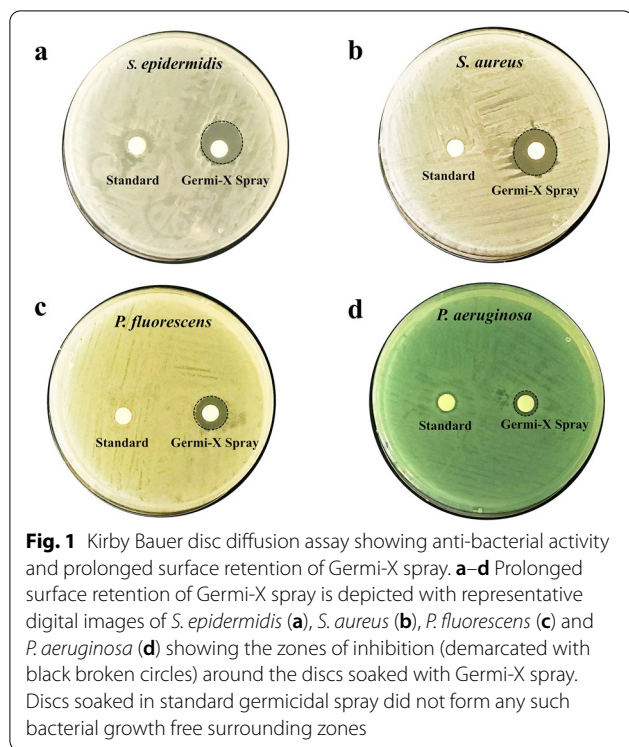 a
S. epidermidis
Standard
Germi-X Spray
b
S. aureus
Standard
Germi-X Spray
c
P. fluorescens
Standard
Germi-X Spray
d
P. aeruginosa
Standard
Germi-X Spray
Fig. 1 Kirby Bauer disc diffusion assay showing anti-bacterial activity
and prolonged surface retention of Germi-X spray. a–d Prolonged
surface retention of Germi-X spray is depicted with representative
digital images of S. epidermidis (a), S. aureus (b), P. fluorescens (c) and
P. aeruginosa (d) showing the zones of inhibition (demarcated with
black broken circles) around the discs soaked with Germi-X spray.
Discs soaked in standard germicidal spray did not form any such
bacterial growth free surrounding zones